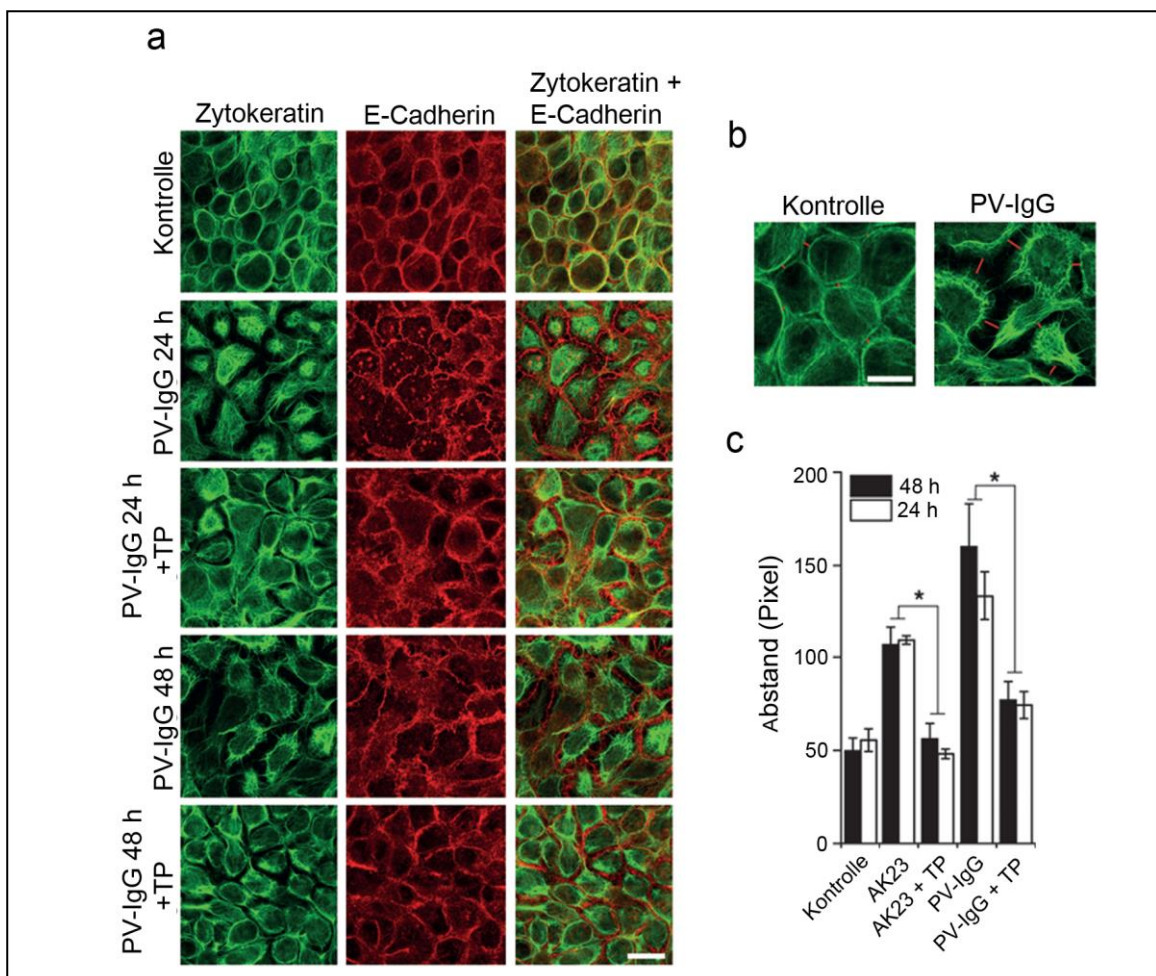 a
Zytokeratin
E-Cadherin
Zytokeratin +
E-Cadherin
Kontrolle
PV-IgG 24 h
PV-IgG 24 h
+TP
PV-IgG 48 h
PV-IgG 48 h
+TP
b
Kontrolle
PV-IgG
c
200
150
100
50
0
Abstand (Pixel)
48 h
24 h
*
*
Kontrolle
AK23
AK23 + TP
PV-IgG
PV-IgG + TP